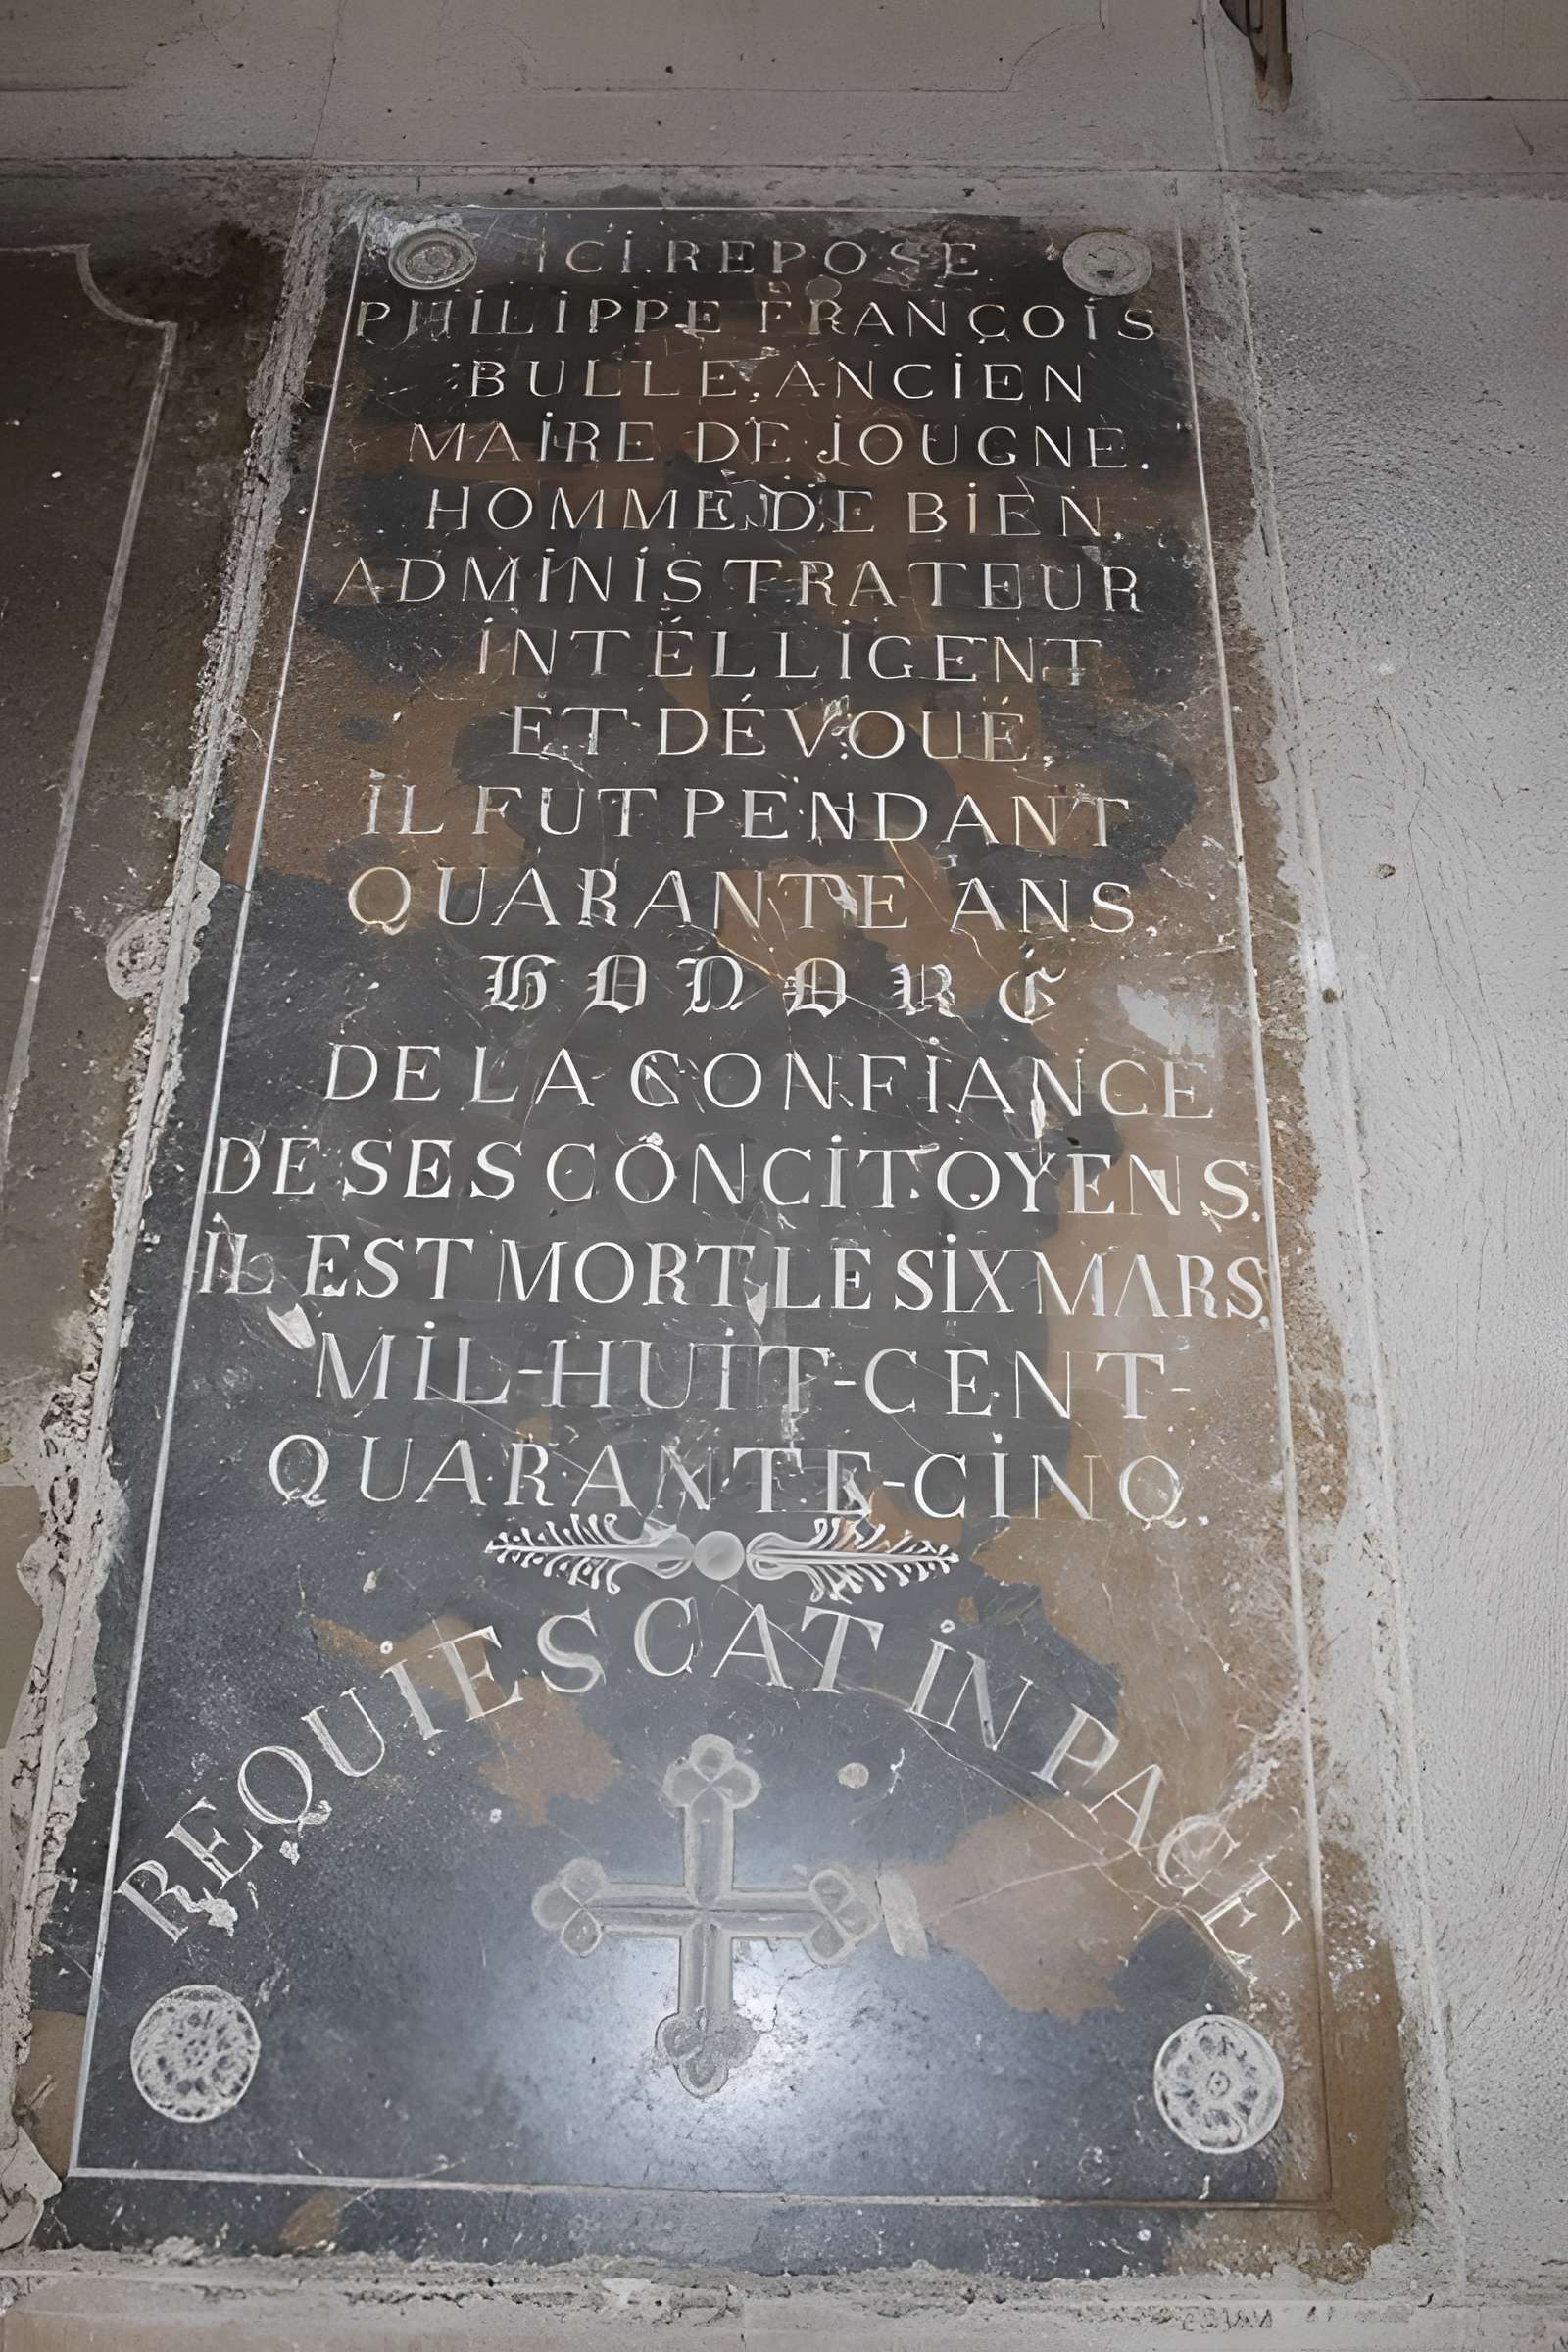 ICI REPOSE
PHILIPPE FRANÇOIS
BULLE, ANCIEN
MAIRE DE JOUGNE.
HOMME DE BIEN,
ADMINISTRATEUR
INTÉLLIGENT
ET DÉVOUÉ.
IL FUT PENDANT
QUARANTE ANS.
HONORÉ
DE LA CONFIANCE
DE SES CONCITOYENS.
IL EST MORT LE SIX MARS
MIL-HUIT-CENT-
QUARANTE-CINQ.
REQUIESCAT IN PACE